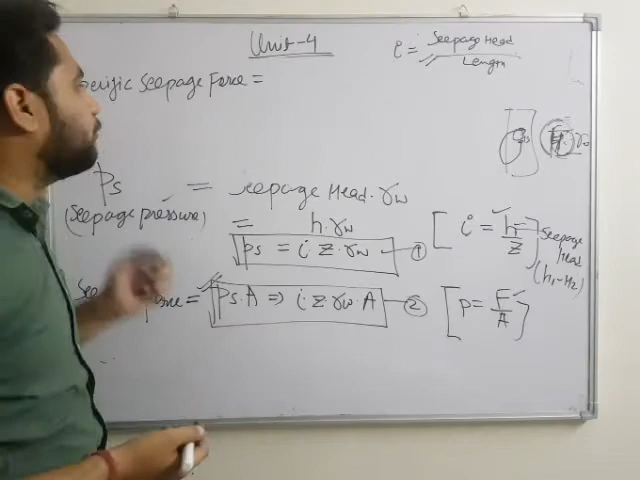 Unit-4
i = Seepage Head / Length
Specific Seepage Force =
Ps = seepage Head. γw
(Seepage pressure) = h.γw
ps = i. z. γw — ①
[i = h/z] Seepage head (h1-H2)
force = Ps.A ⇒ i. z γw. A — ②
[P = F/A]